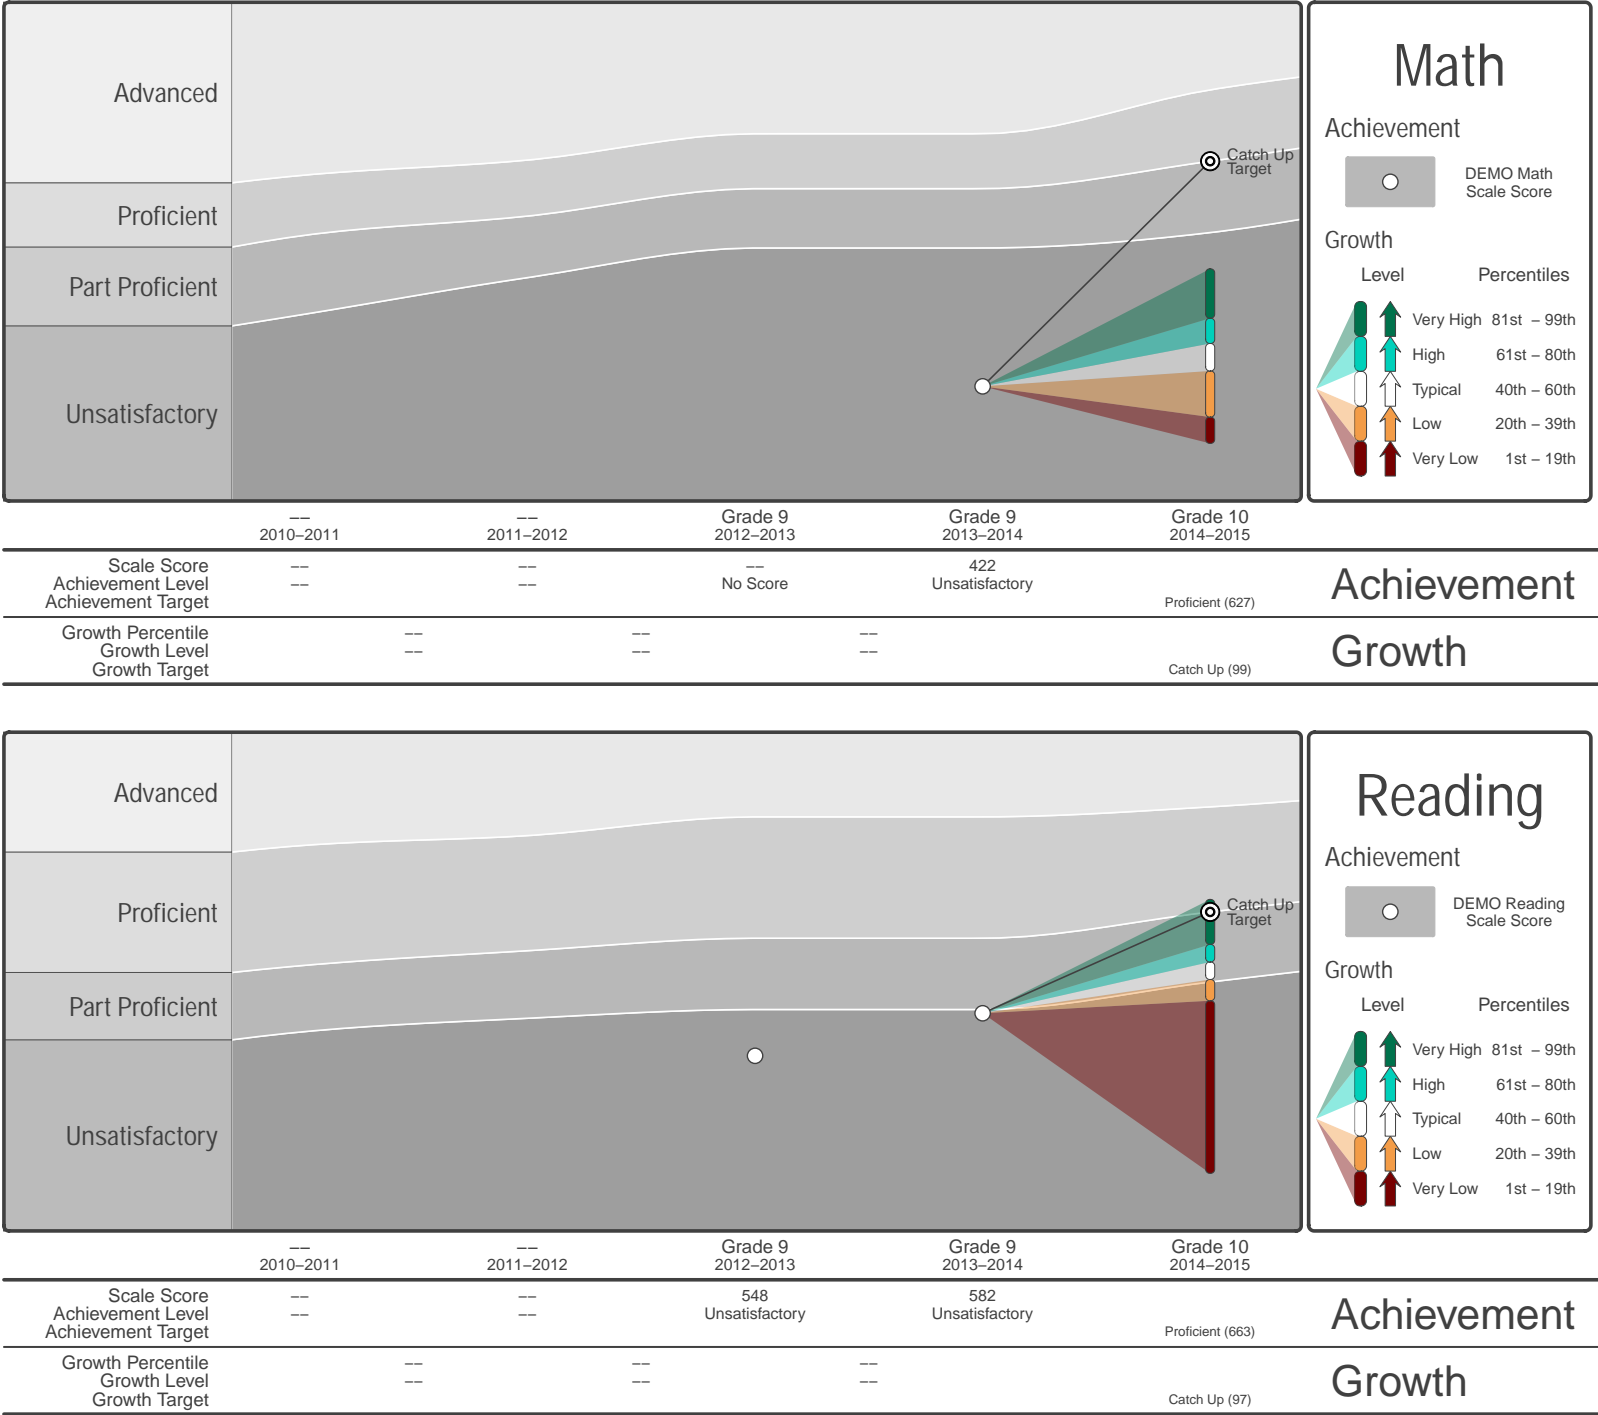 Advanced
Proficient
Part Proficient
Unsatisfactory
Catch Up
Target
Math
Achievement
DEMO Math
Scale Score
Growth
Level Percentiles
Very High 81st – 99th
High 61st – 80th
Typical 40th – 60th
Low 20th – 39th
Very Low 1st – 19th
–– –– Grade 9 Grade 9 Grade 10
2010–2011 2011–2012 2012–2013 2013–2014 2014–2015
Scale Score –– –– –– 422
Achievement Level –– –– No Score Unsatisfactory
Achievement Target Proficient (627)
Achievement
Growth Percentile –– –– ––
Growth Level –– –– ––
Growth Target Catch Up (99)
Growth
Advanced
Proficient
Part Proficient
Unsatisfactory
Catch Up
Target
Reading
Achievement
DEMO Reading
Scale Score
Growth
Level Percentiles
Very High 81st – 99th
High 61st – 80th
Typical 40th – 60th
Low 20th – 39th
Very Low 1st – 19th
–– –– Grade 9 Grade 9 Grade 10
2010–2011 2011–2012 2012–2013 2013–2014 2014–2015
Scale Score –– –– 548 582
Achievement Level –– –– Unsatisfactory Unsatisfactory
Achievement Target Proficient (663)
Achievement
Growth Percentile –– –– ––
Growth Level –– –– ––
Growth Target Catch Up (97)
Growth